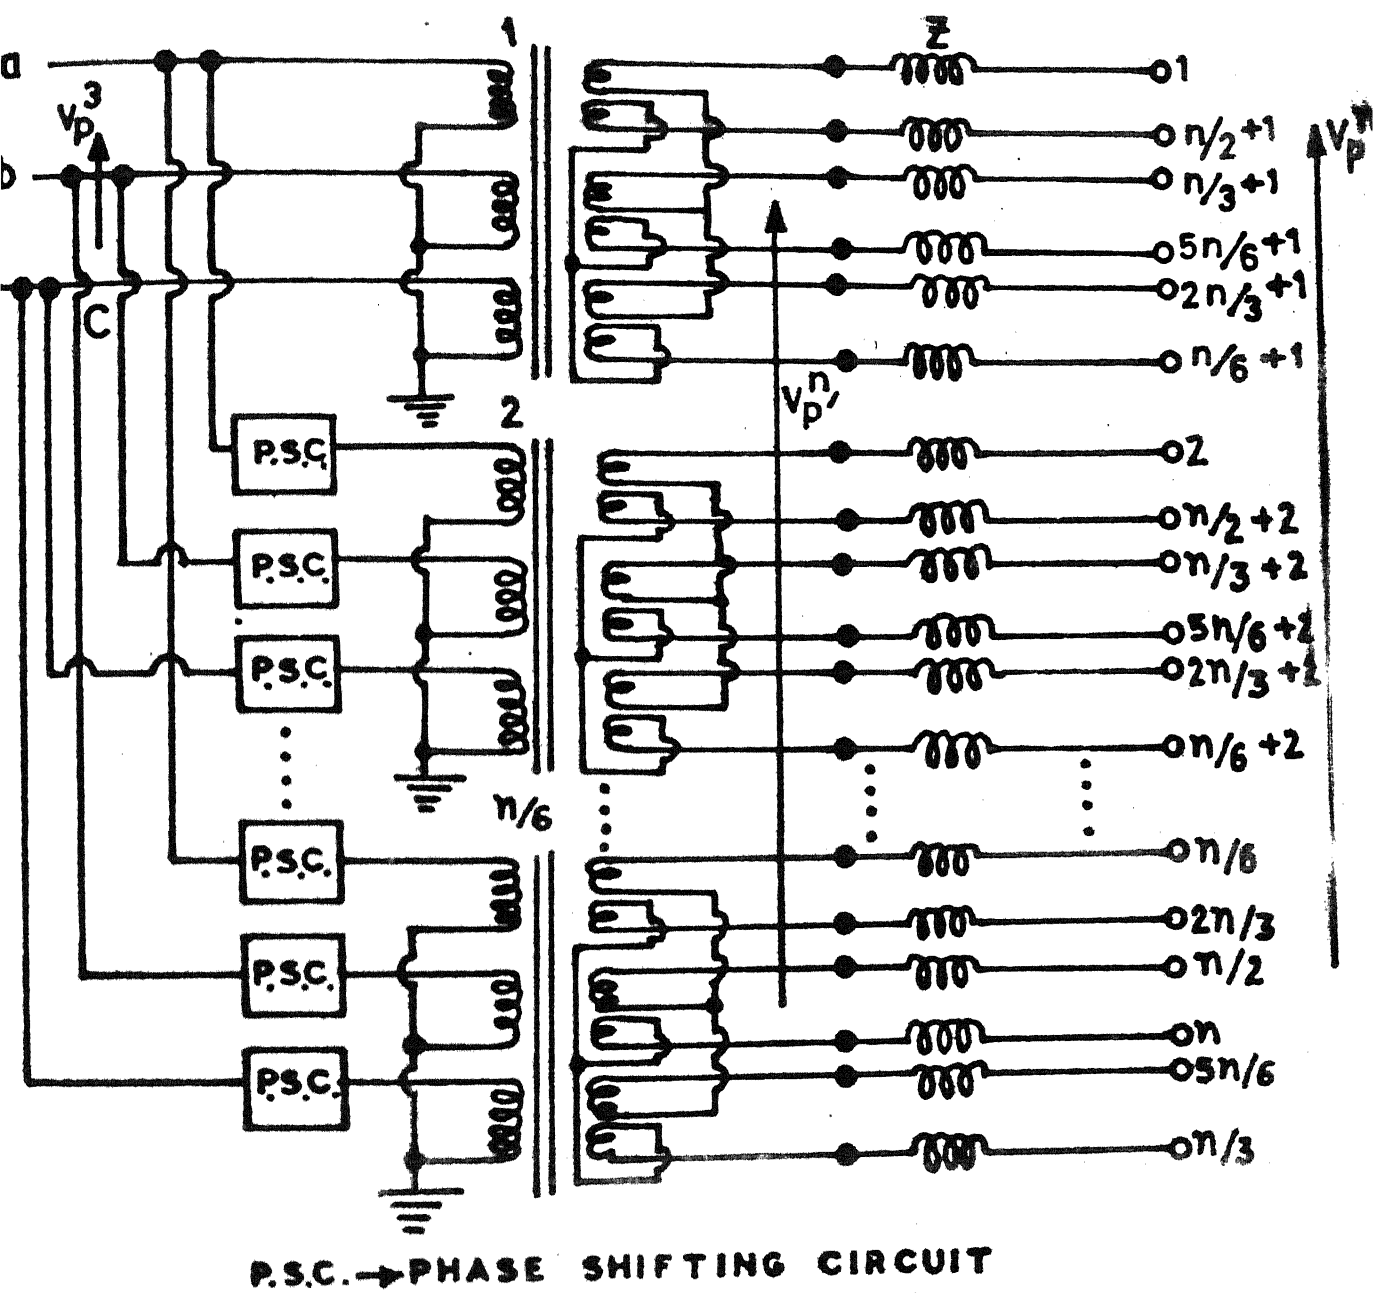 1
Z
a
1
V_p^3
n/2+1
V_p^n
b
n/3+1
5n/6+1
2n/3+1
C
n/6+1
V_p^n'
2
P.S.C.
2
n/2+2
P.S.C.
n/3+2
5n/6+2
P.S.C.
2n/3+2
n/6+2
n/6
P.S.C.
n/6
2n/3
P.S.C.
n/2
n
P.S.C.
5n/6
n/3
P.S.C. → PHASE SHIFTING CIRCUIT